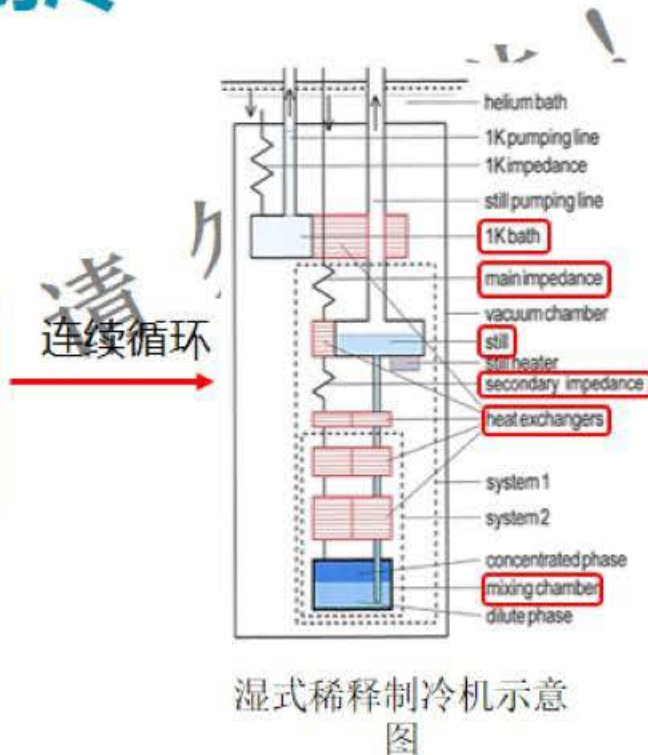 helium bath
1K pumping line
1K impedance
still pumping line
1K bath
main impedance
vacuum chamber
still
still heater
secondary impedance
heat exchangers
system 1
system 2
concentrated phase
mixing chamber
dilute phase
连续循环
湿式稀释制冷机示意
图